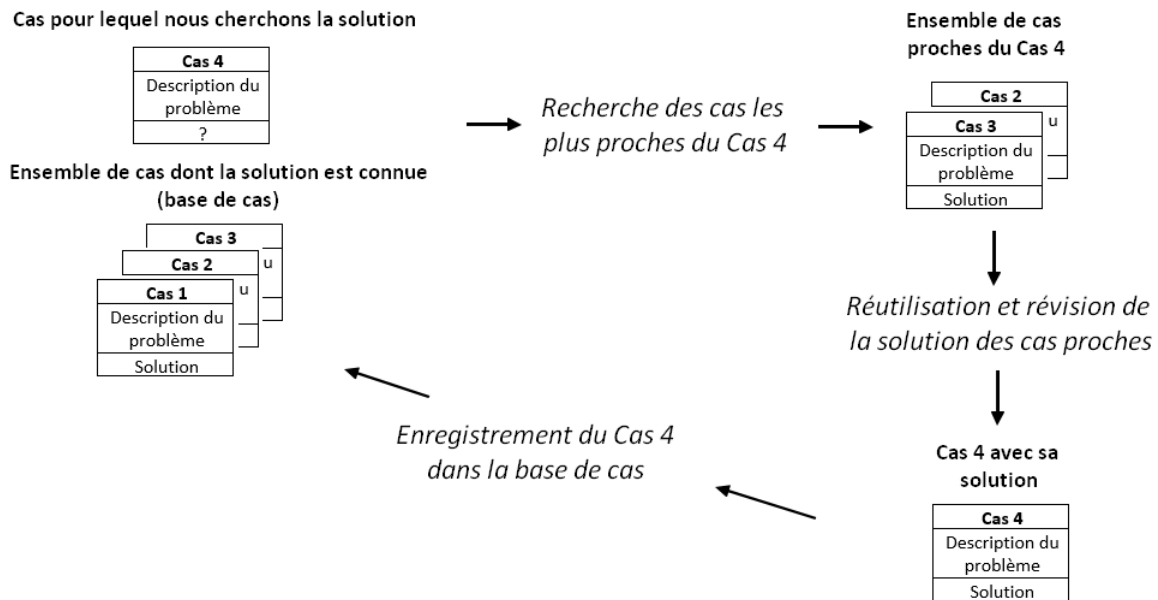 Cas pour lequel nous cherchons la solution
Cas 4
Description du
problème
?
Ensemble de cas dont la solution est connue
(base de cas)
Cas 3
u
Cas 2
u
Cas 1
Description du
problème
Solution
Recherche des cas les
plus proches du Cas 4
Ensemble de cas
proches du Cas 4
Cas 2
u
Cas 3
Description du
problème
Solution
Réutilisation et révision de
la solution des cas proches
Cas 4 avec sa
solution
Cas 4
Description du
problème
Solution
Enregistrement du Cas 4
dans la base de cas